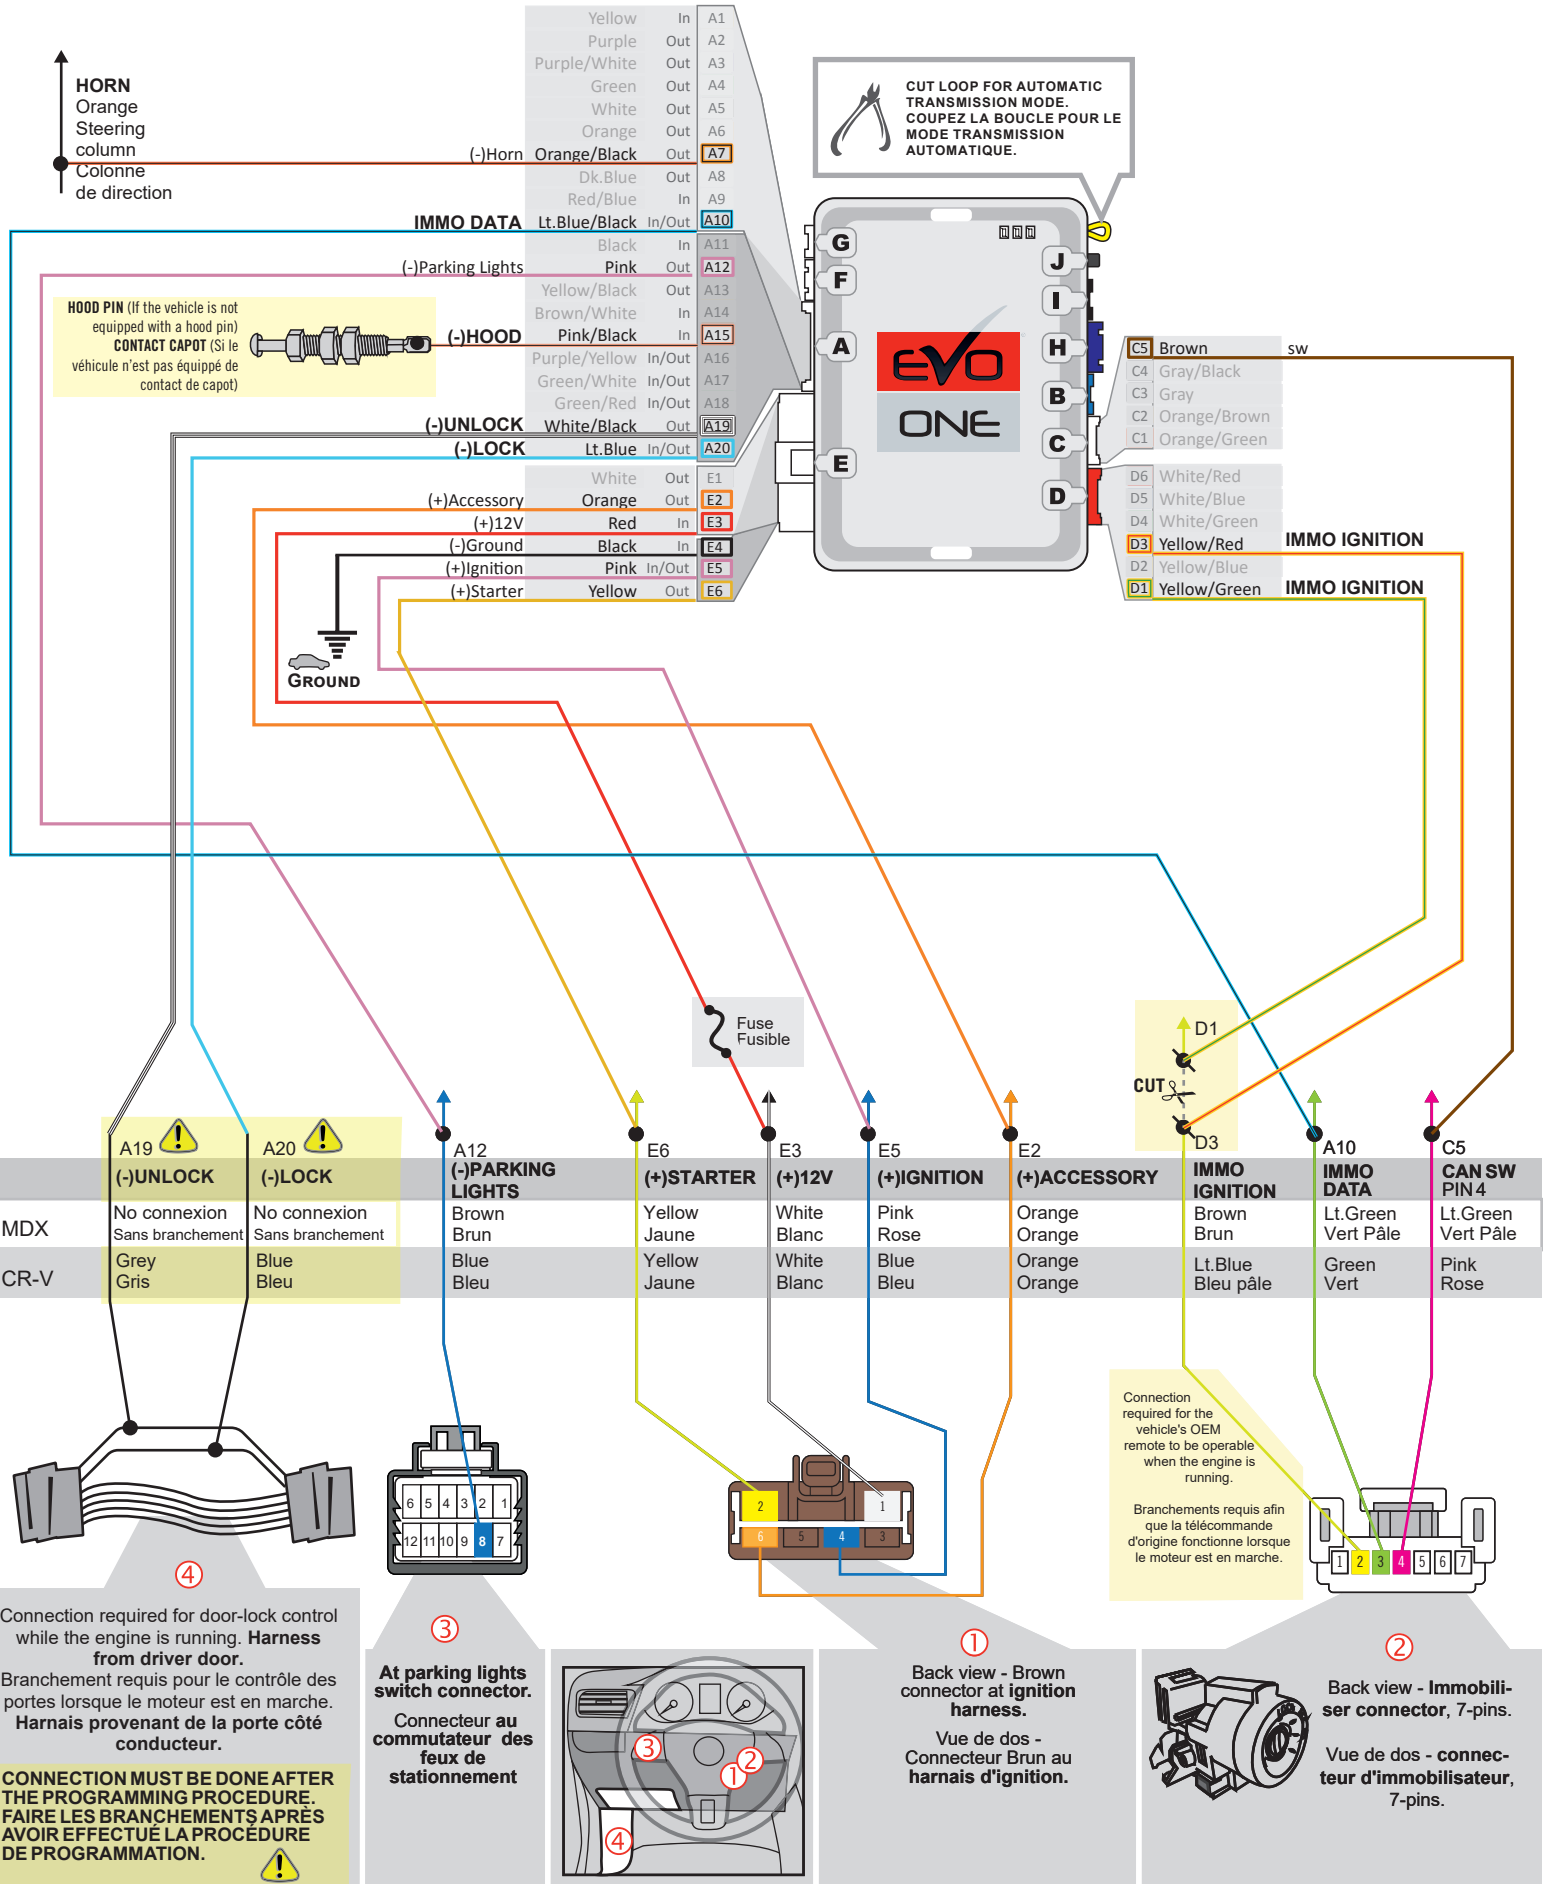 Yellow In A1
Purple Out A2
Purple/White Out A3
Green Out A4
White Out A5
Orange Out A6
(-)Horn Orange/Black Out A7
Dk.Blue Out A8
Red/Blue In A9
IMMO DATA Lt.Blue/Black In/Out A10
Black In A11
(-)Parking Lights Pink Out A12
Yellow/Black Out A13
Brown/White In A14
(-)HOOD Pink/Black In A15
Purple/Yellow In/Out A16
Green/White In/Out A17
Green/Red In/Out A18
(-)UNLOCK White/Black Out A19
(-)LOCK Lt.Blue In/Out A20
White Out E1
(+)Accessory Orange Out E2
(+)12V Red In E3
(-)Ground Black In E4
(+)Ignition Pink In/Out E5
(+)Starter Yellow Out E6
HORN
Orange
Steering
column
Colonne
de direction
HOOD PIN (If the vehicle is not
equipped with a hood pin)
CONTACT CAPOT (Si le
véhicule n'est pas équippé de
contact de capot)
GROUND
CUT LOOP FOR AUTOMATIC
TRANSMISSION MODE.
COUPEZ LA BOUCLE POUR LE
MODE TRANSMISSION
AUTOMATIQUE.
G
F
A
E
J
I
H
B
C
D
EVO
ONE
C5 Brown sw
C4 Gray/Black
C3 Gray
C2 Orange/Brown
C1 Orange/Green
D6 White/Red
D5 White/Blue
D4 White/Green
D3 Yellow/Red IMMO IGNITION
D2 Yellow/Blue
D1 Yellow/Green IMMO IGNITION
Fuse
Fusible
D1
CUT
D3
A19 A20 A12 E6 E3 E5 E2 A10 C5
(-)UNLOCK (-)LOCK (-)PARKING LIGHTS (+)STARTER (+)12V (+)IGNITION (+)ACCESSORY IMMO IGNITION IMMO DATA CAN SW PIN 4
MDX
No connexion No connexion Brown Yellow White Pink Orange Brown Lt.Green Lt.Green
Sans branchement Sans branchement Brun Jaune Blanc Rose Orange Brun Vert Pâle Vert Pâle
CR-V
Grey Blue Blue Yellow White Blue Orange Lt.Blue Green Pink
Gris Bleu Bleu Jaune Blanc Bleu Orange Bleu pâle Vert Rose
6 5 4 3 2 1
12 11 10 9 8 7
2 1
6 5 4 3
Connection
required for the
vehicle's OEM
remote to be operable
when the engine is
running.
Branchements requis afin
que la télécommande
d'origine fonctionne lorsque
le moteur est en marche.
1 2 3 4 5 6 7
4
Connection required for door-lock control
while the engine is running. Harness
from driver door.
Branchement requis pour le contrôle des
portes lorsque le moteur est en marche.
Harnais provenant de la porte côté
conducteur.
CONNECTION MUST BE DONE AFTER
THE PROGRAMMING PROCEDURE.
FAIRE LES BRANCHEMENTS APRÈS
AVOIR EFFECTUÉ LA PROCÉDURE
DE PROGRAMMATION.
3
At parking lights
switch connector.
Connecteur au
commutateur des
feux de
stationnement
3
2
1
4
1
Back view - Brown
connector at ignition
harness.
Vue de dos -
Connecteur Brun au
harnais d'ignition.
2
Back view - Immobili-
ser connector, 7-pins.
Vue de dos - connec-
teur d'immobilisateur,
7-pins.